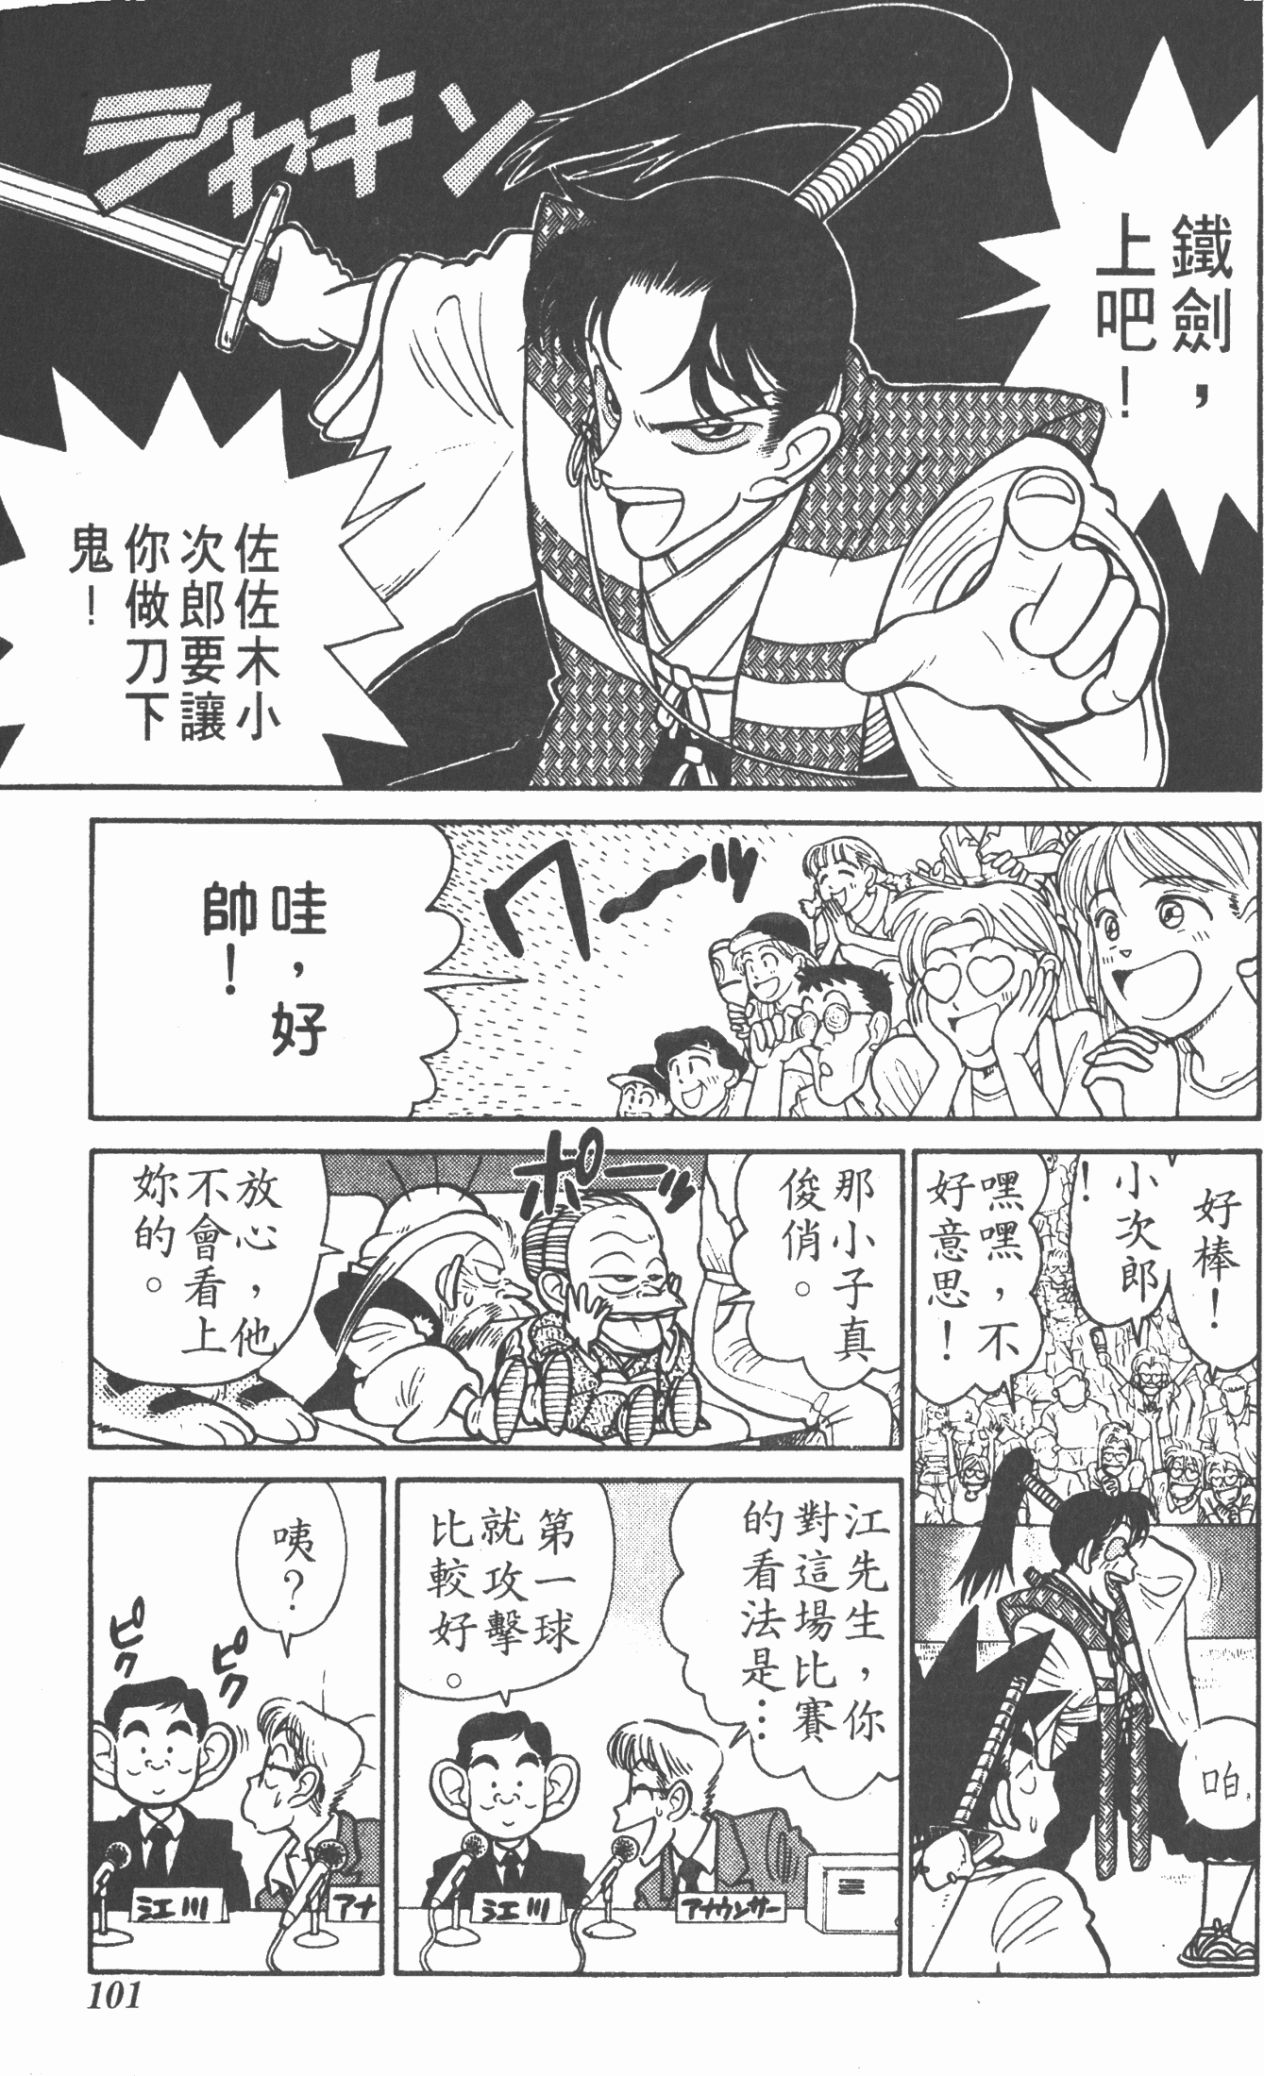 鐵劍，
上吧！
シャキン
佐佐木小
次郎要讓
你做刀下
鬼！
ワーッ
哇，好
帥！
好棒！
小次郎
！
嘿嘿，不
好意思！
啪
那小子真
俊俏。
ポーッ
放心，他
不會看上
妳的。
江先生，你
對這場比賽
的看法是…
第一球
就攻擊
比較好。
江川
アナウンサー
咦？
ピク
ピク
江川
アナ
101